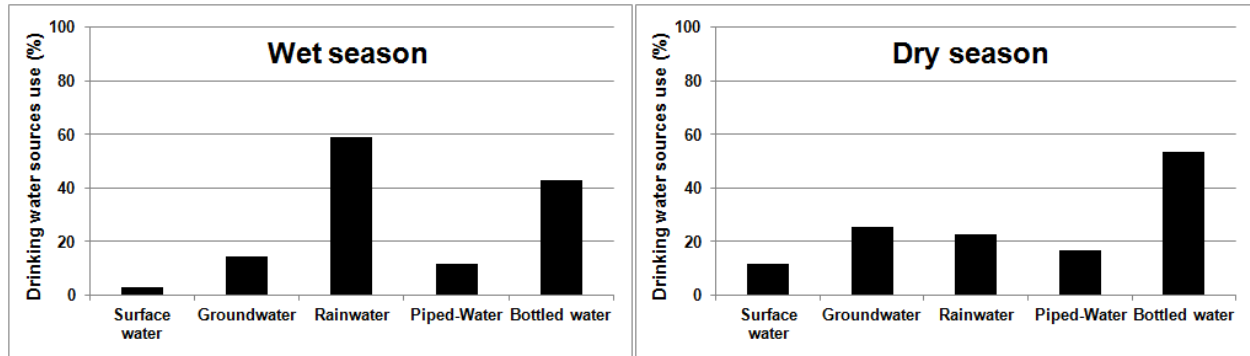 Drinking water sources use (%)
Wet season
100
80
60
40
20
0
Surface
water
Groundwater
Rainwater
Piped-Water
Bottled water
Drinking water sources use (%)
Dry season
100
80
60
40
20
0
Surface
water
Groundwater
Rainwater
Piped-Water
Bottled water